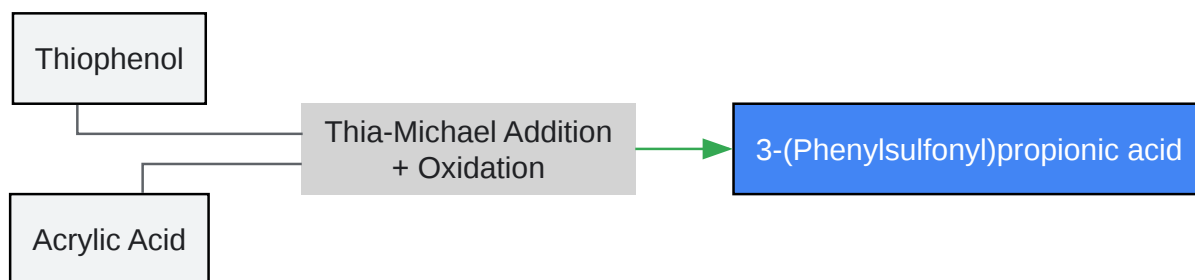 Thiophenol
Thia-Michael Addition
+ Oxidation
3-(Phenylsulfonyl)propionic acid
Acrylic Acid